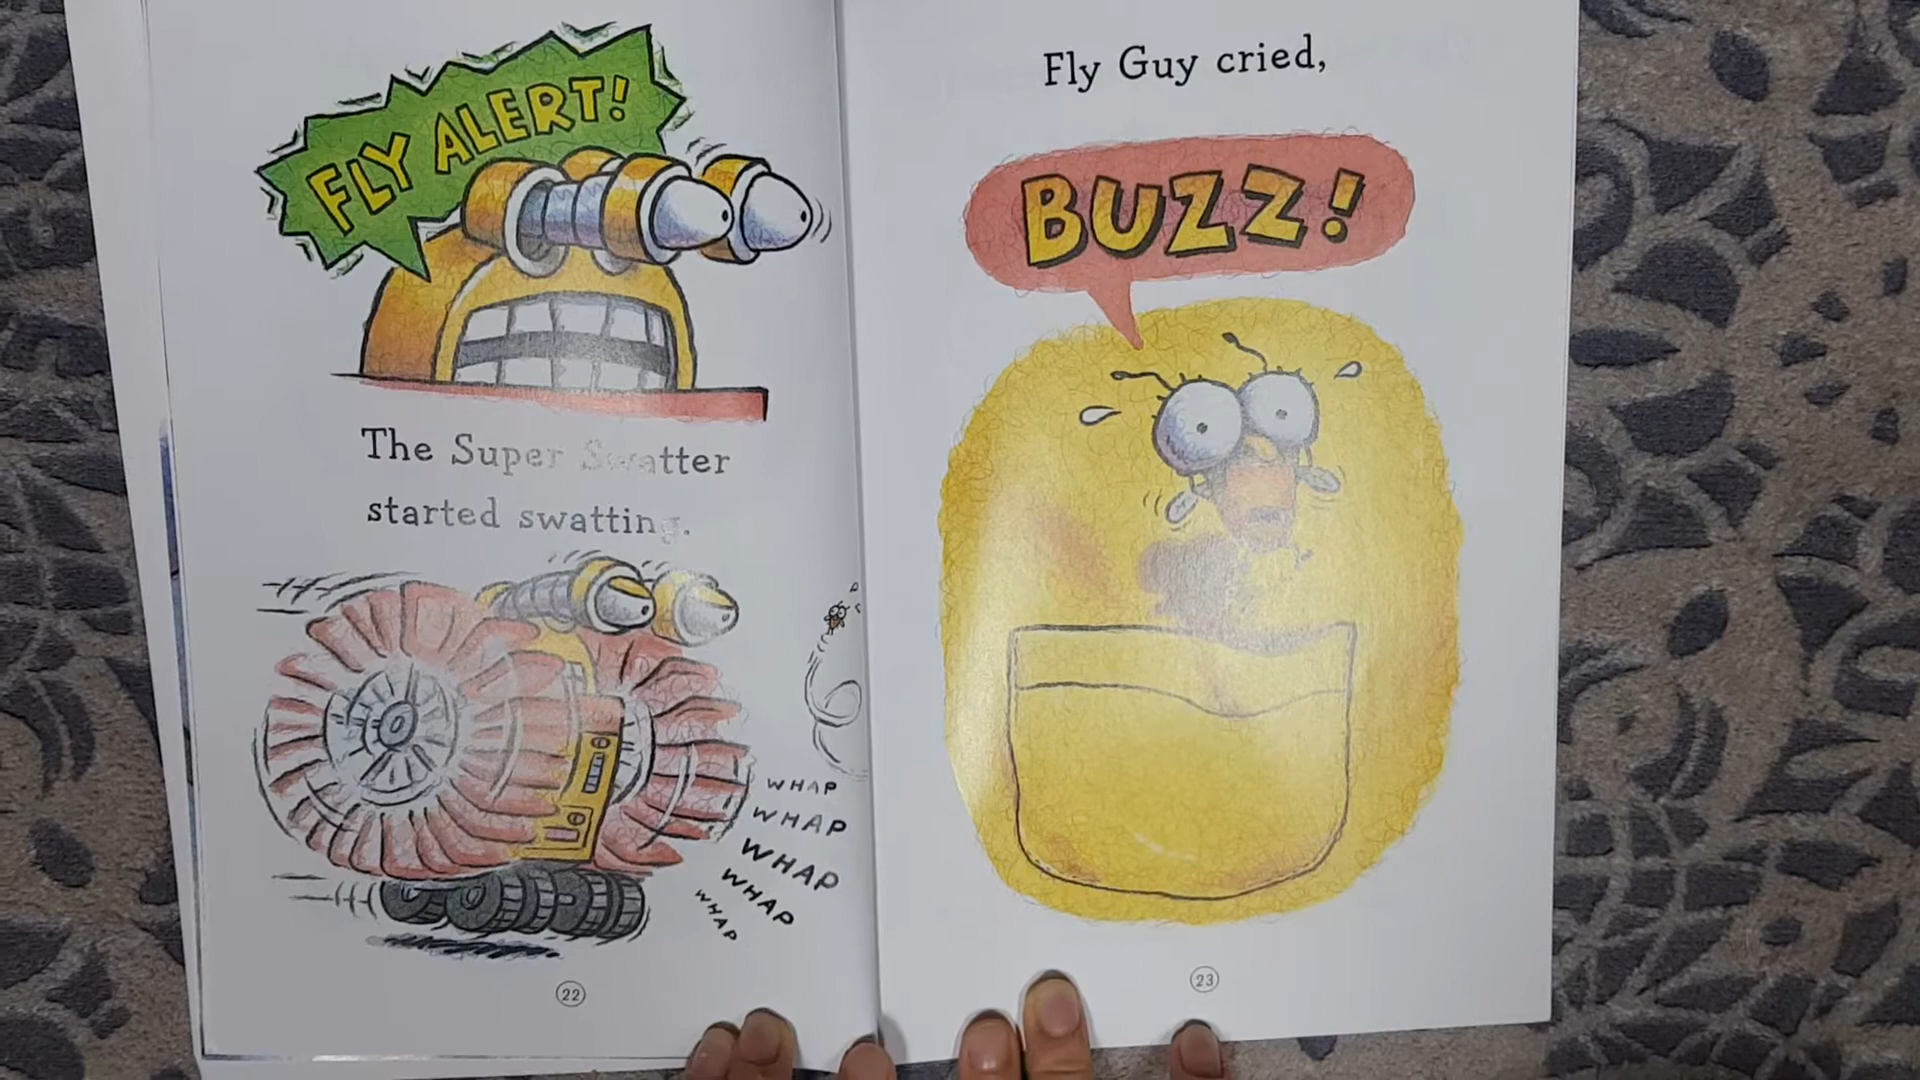 FLY ALERT!
The Super Swatter
started swatting.
WHAP
WHAP
WHAP
WHAP
WHAP
22
Fly Guy cried,
BUZZ!
23